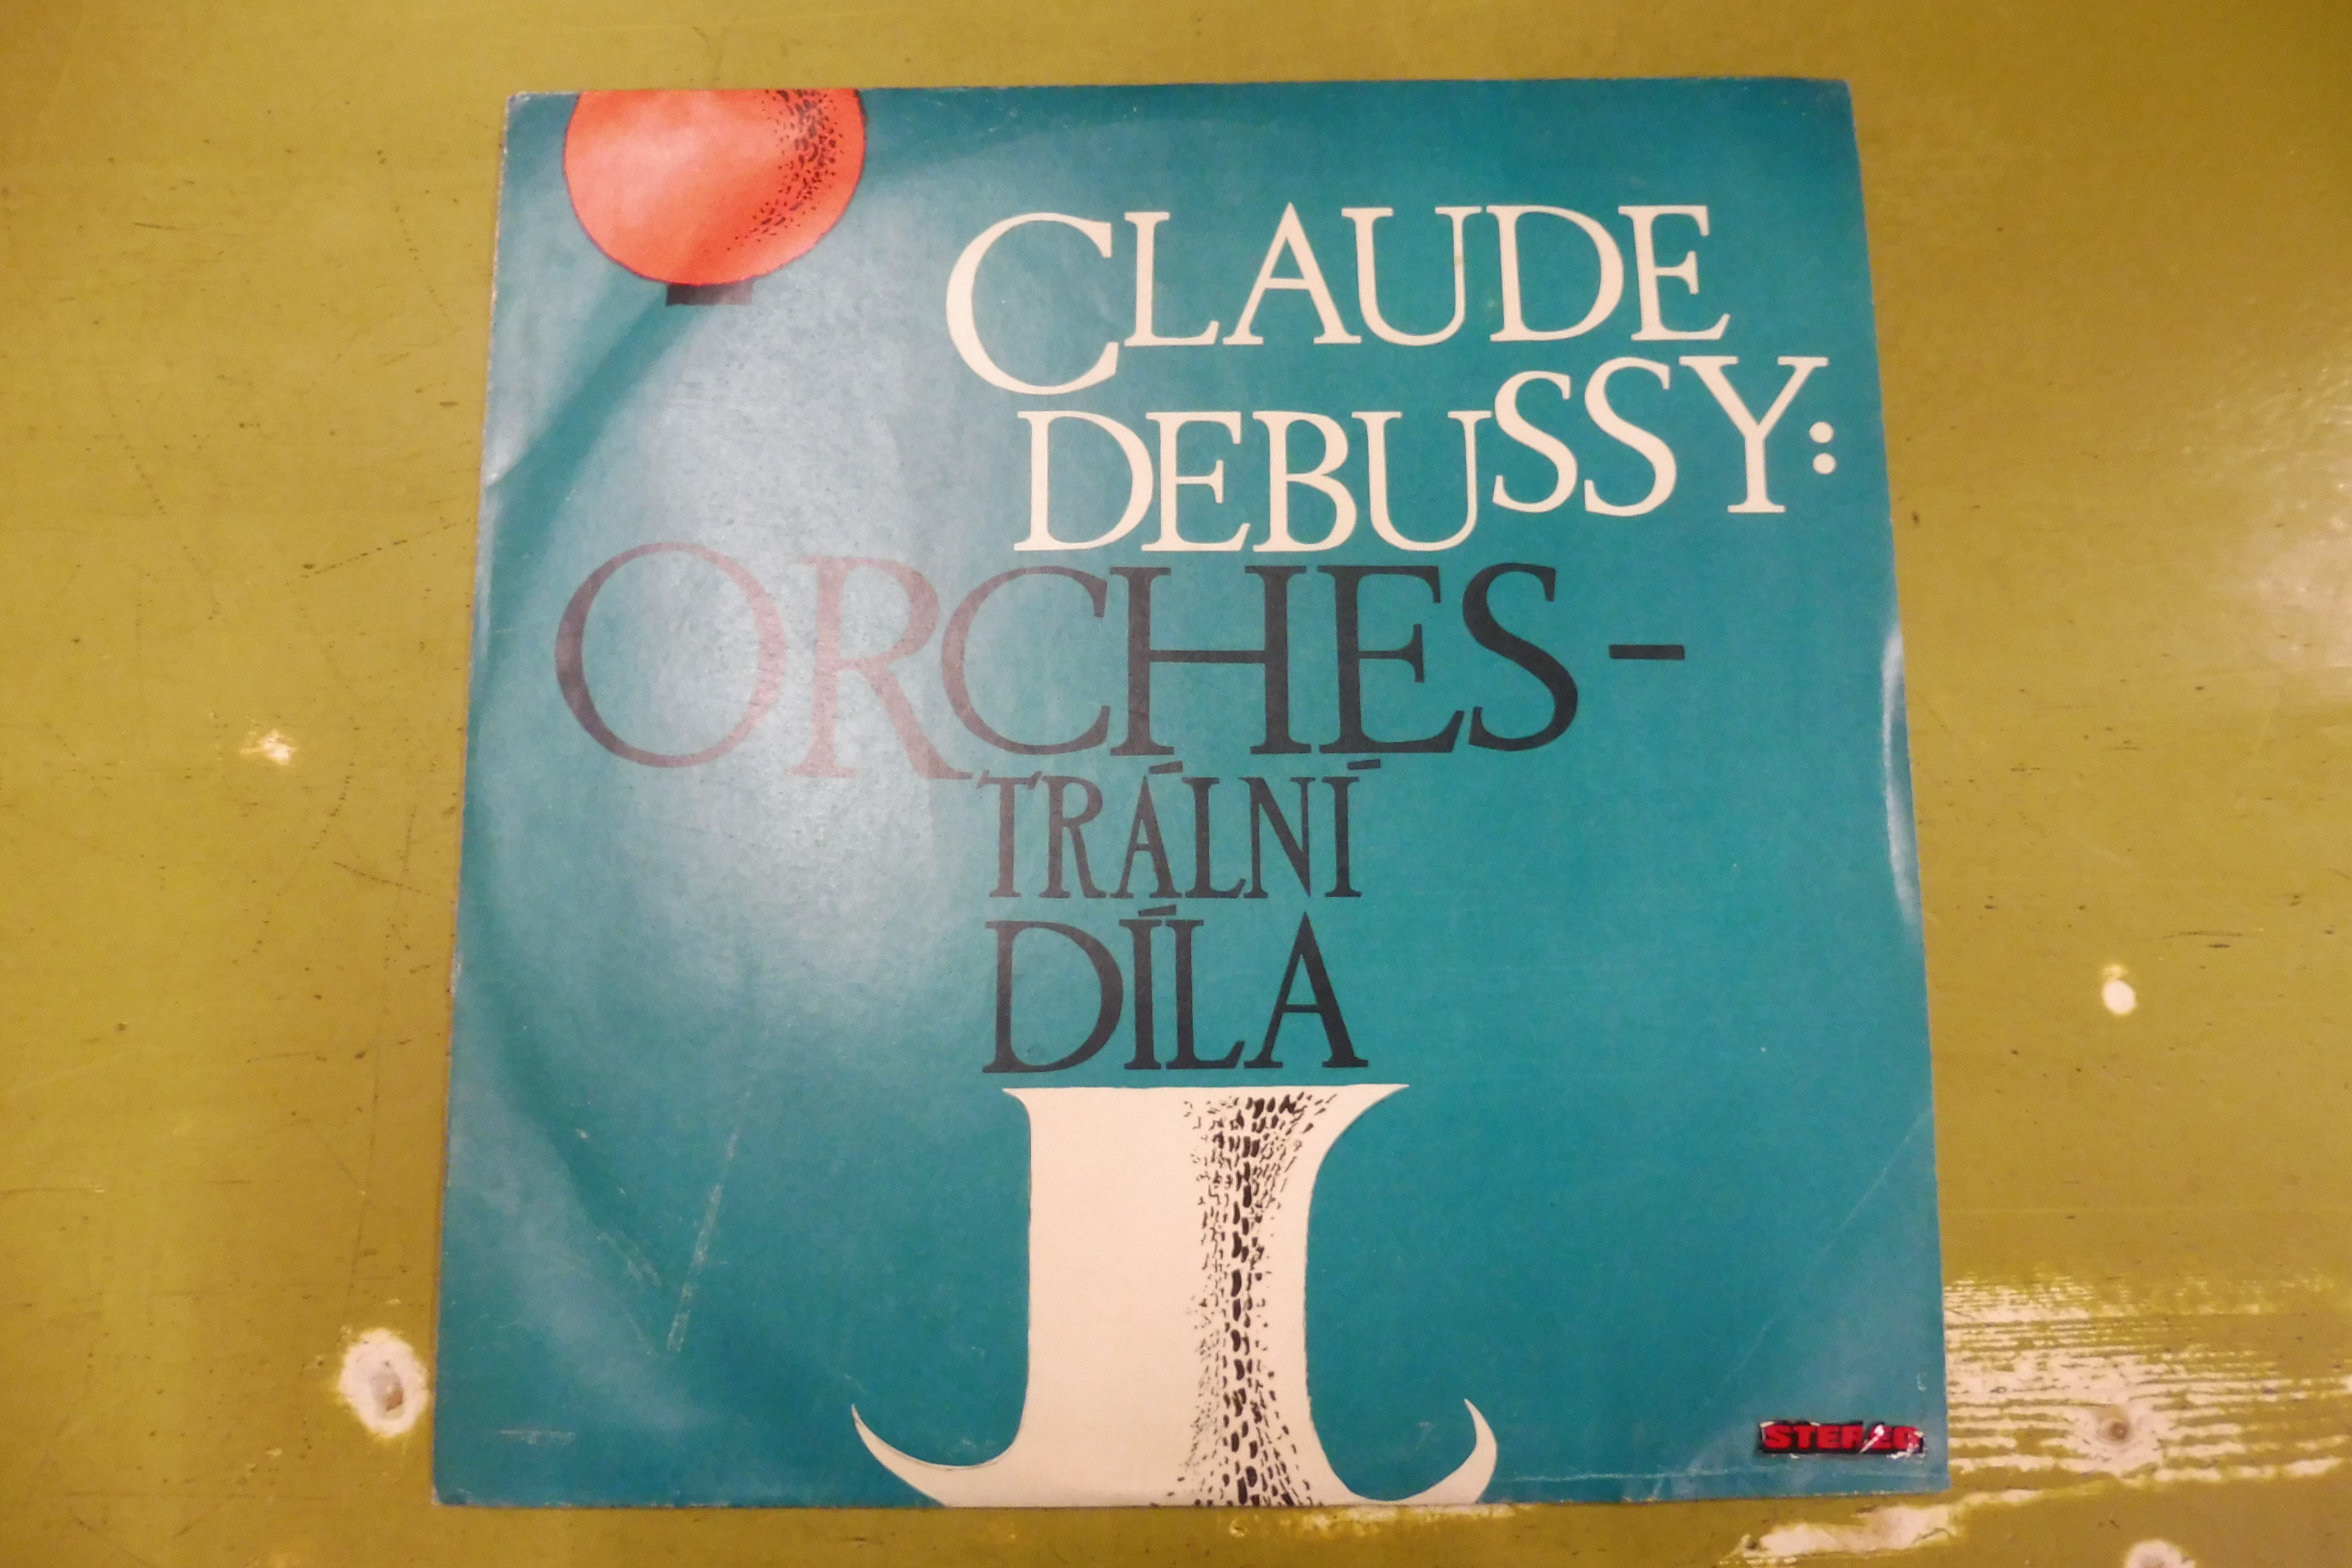 CLAUDE
DEBUSSY:
ORCHES-
TRÁLNÍ
DÍLA
I
STEREO